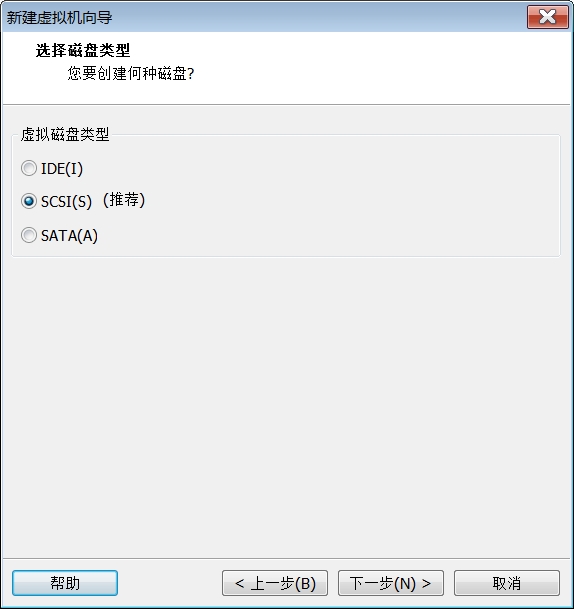 新建虚拟机向导
选择磁盘类型
您要创建何种磁盘?
虚拟磁盘类型
IDE(I)
SCSI(S) (推荐)
SATA(A)
帮助 < 上一步(B) 下一步(N) > 取消